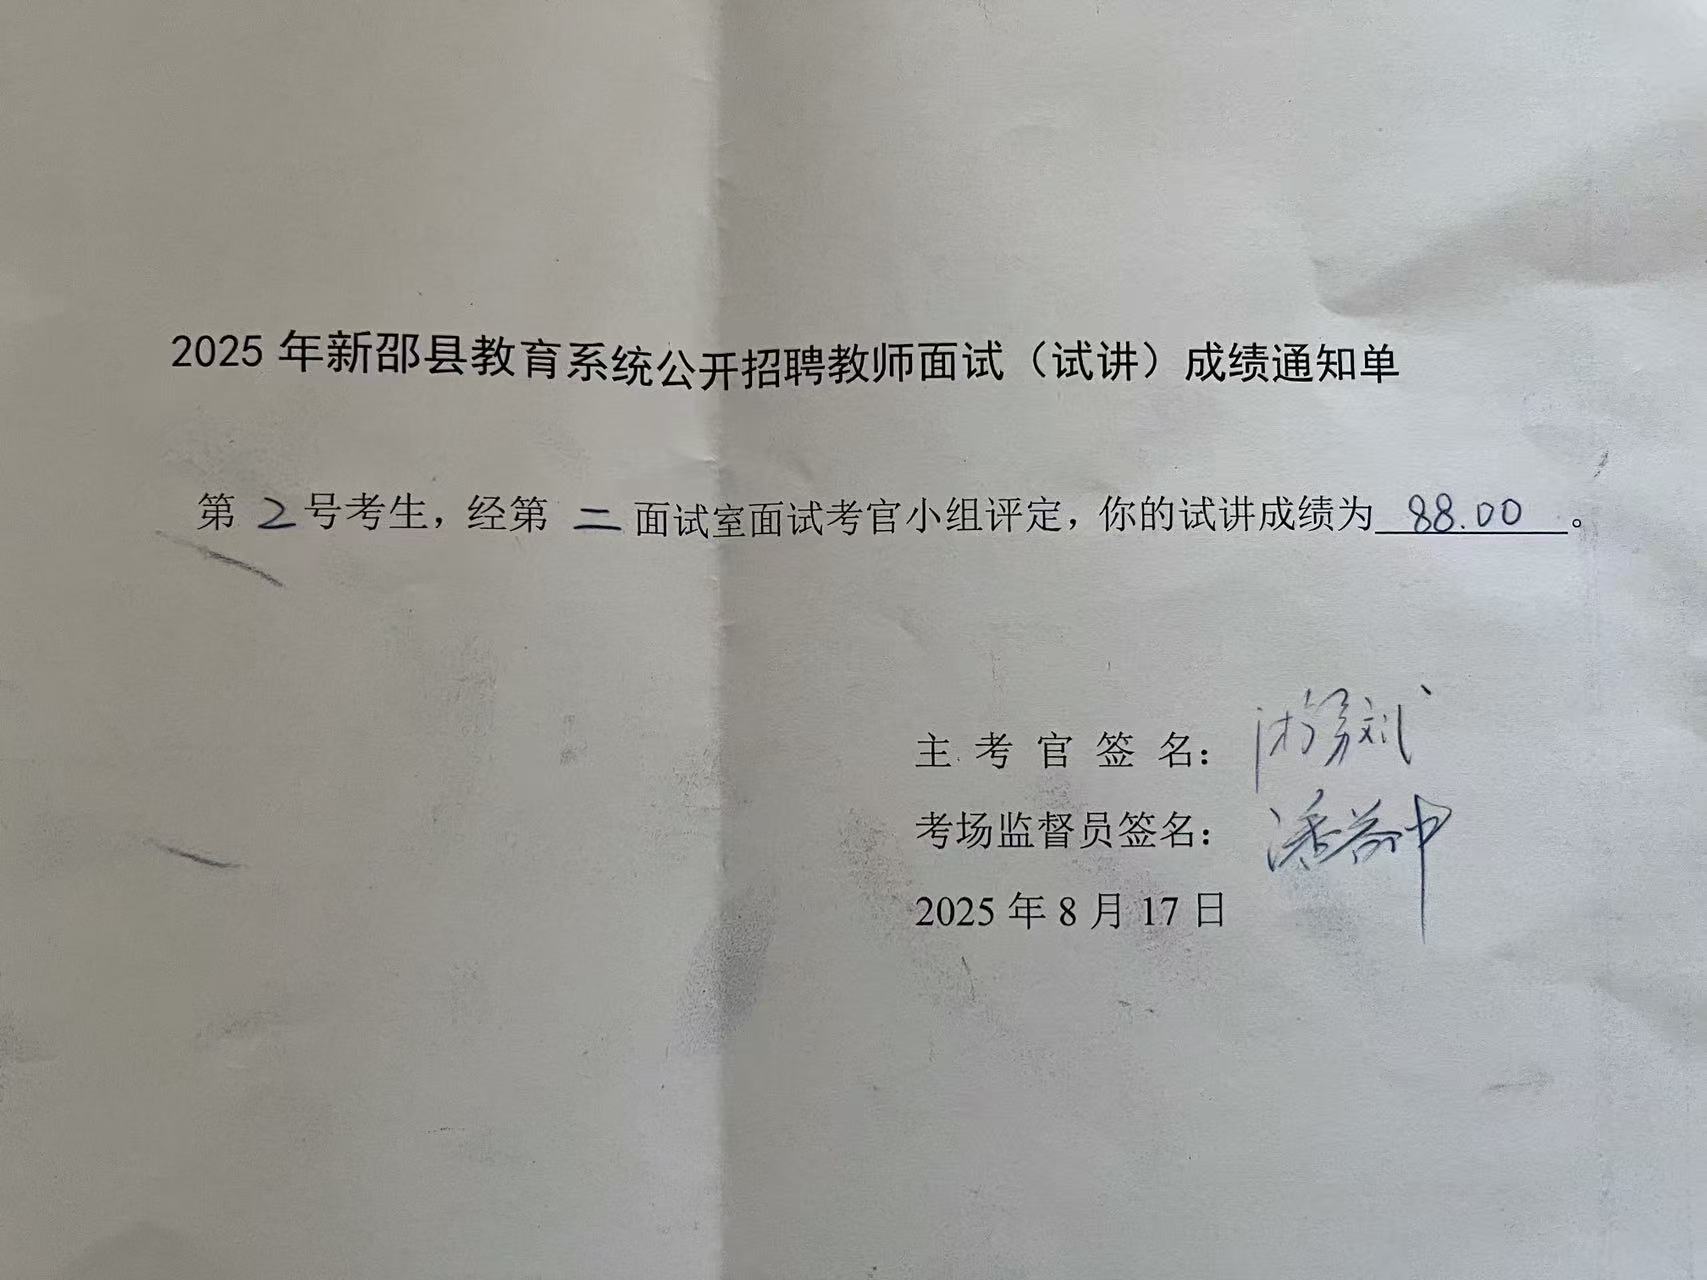 2025 年新邵县教育系统公开招聘教师面试（试讲）成绩通知单
第 2 号考生，经第 二 面试室面试考官小组评定，你的试讲成绩为 88.00 。
主 考 官 签 名：
考场监督员签名：潘益中
2025 年 8 月 17 日